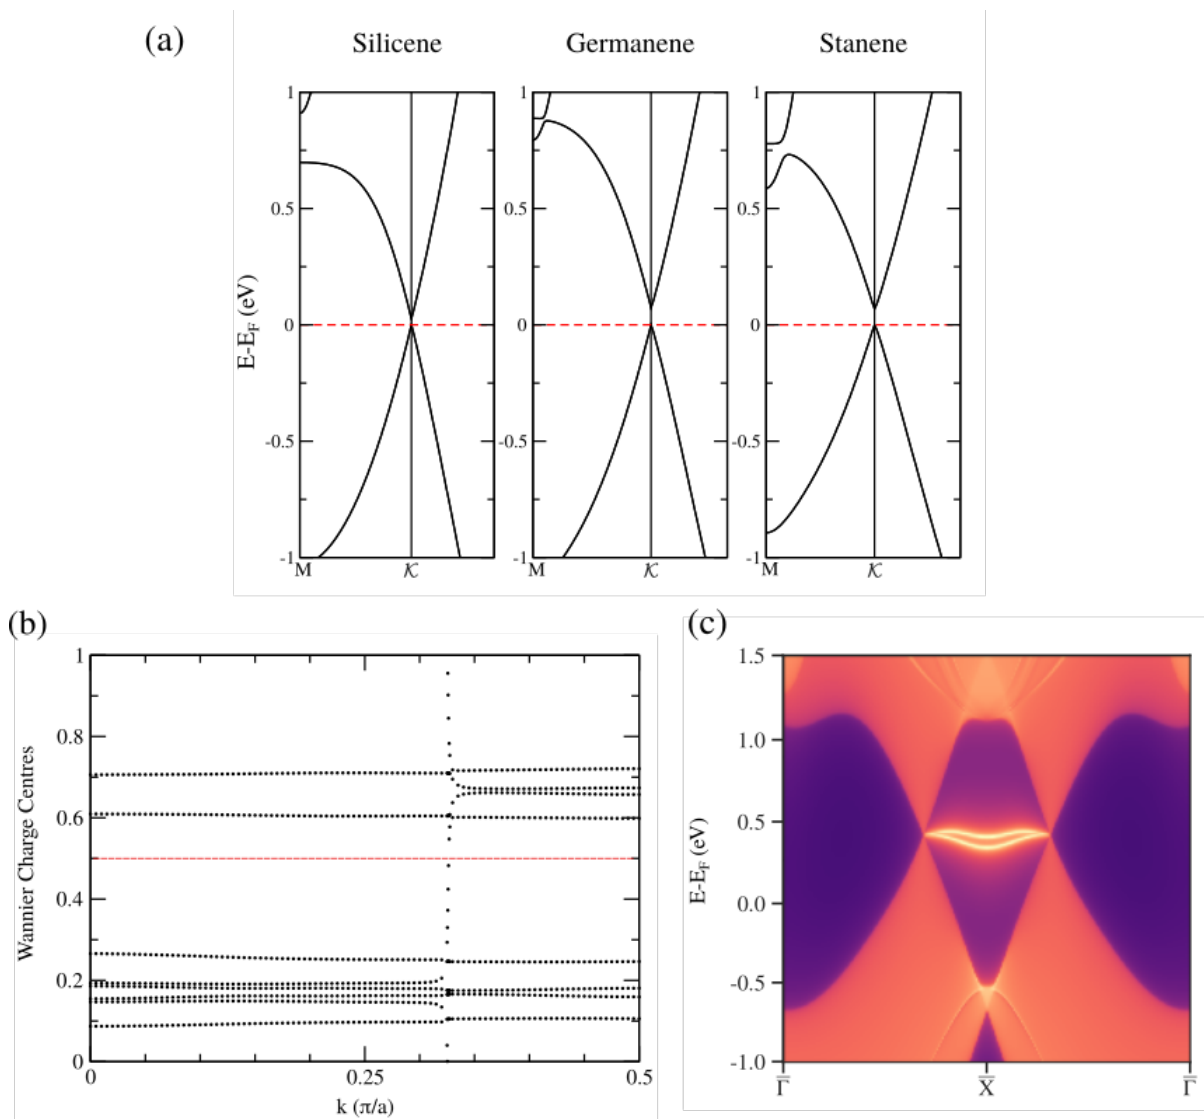 (a)
Silicene Germanene Stanene
1 1 1
0.5 0.5 0.5
0 0 0
-0.5 -0.5 -0.5
-1 -1 -1
E-E_F (eV)
M 𝒦 M 𝒦 M 𝒦
(b)
1
0.8
0.6
0.4
0.2
0
Wannier Charge Centres
0 0.25 0.5
k (π/a)
(c)
1.5
1.0
0.5
0.0
-0.5
-1.0
E-E_F (eV)
Γ̅ X̅ Γ̅